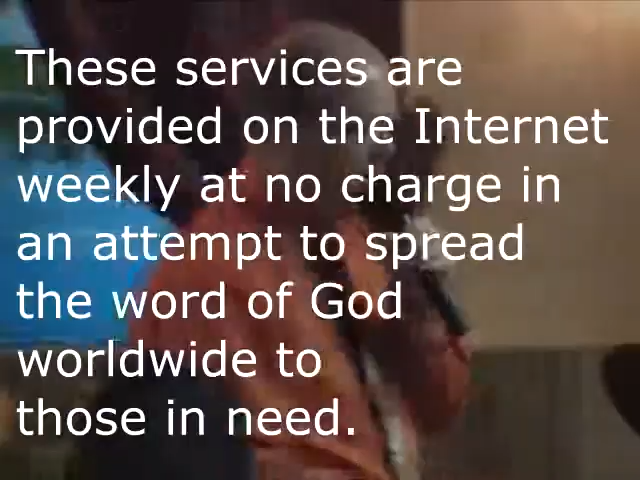 These services are
provided on the Internet
weekly at no charge in
an attempt to spread
the word of God
worldwide to
those in need.